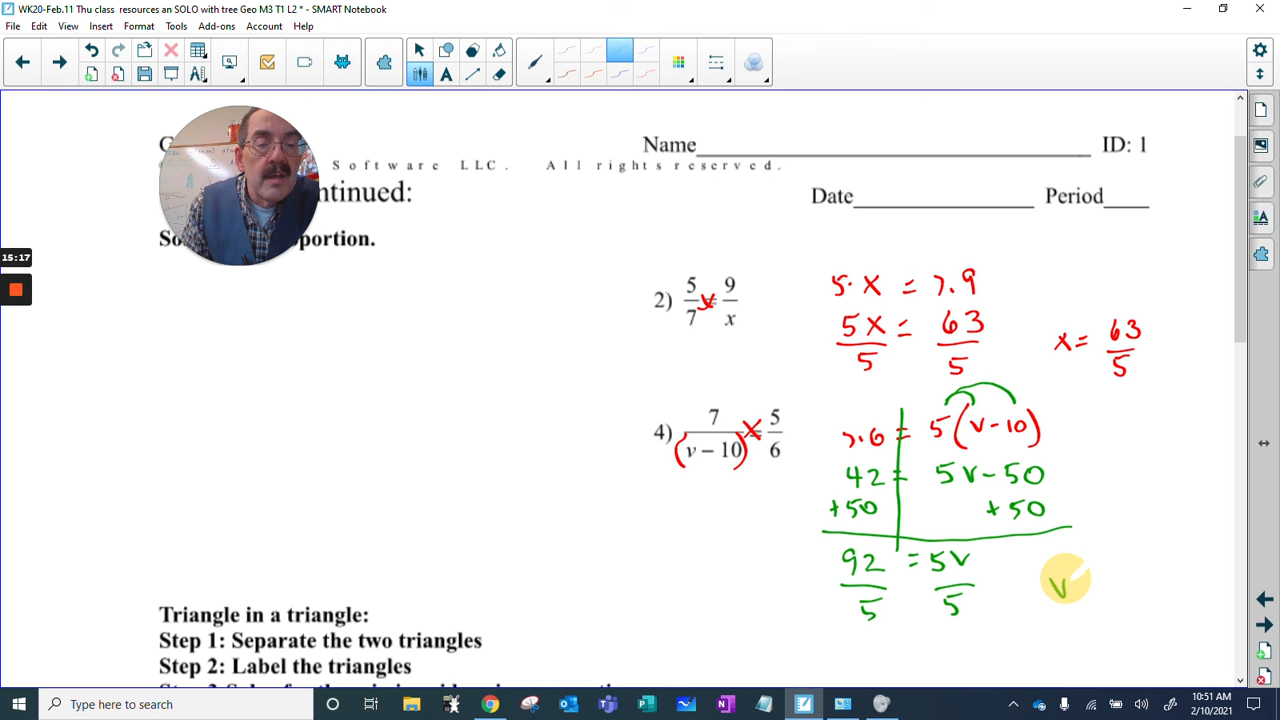 WK20-Feb.11 Thu class resources an SOLO with tree Geo M3 T1 L2 * - SMART Notebook
File Edit View Insert Format Tools Add-ons Account Help
Name ID: 1
Software LLC. All rights reserved.
ntinued:
Date Period
So portion.
15:17
2) 5/7 = 9/x
5·x = 7.9
5x/5 = 63/5
x = 63/5
4) 7/(v – 10) = 5/6
7.6 = 5(v-10)
42 = 5v-50
+50 +50
92/5 = 5v/5
v
Triangle in a triangle:
Step 1: Separate the two triangles
Step 2: Label the triangles
Type here to search
10:51 AM
2/10/2021